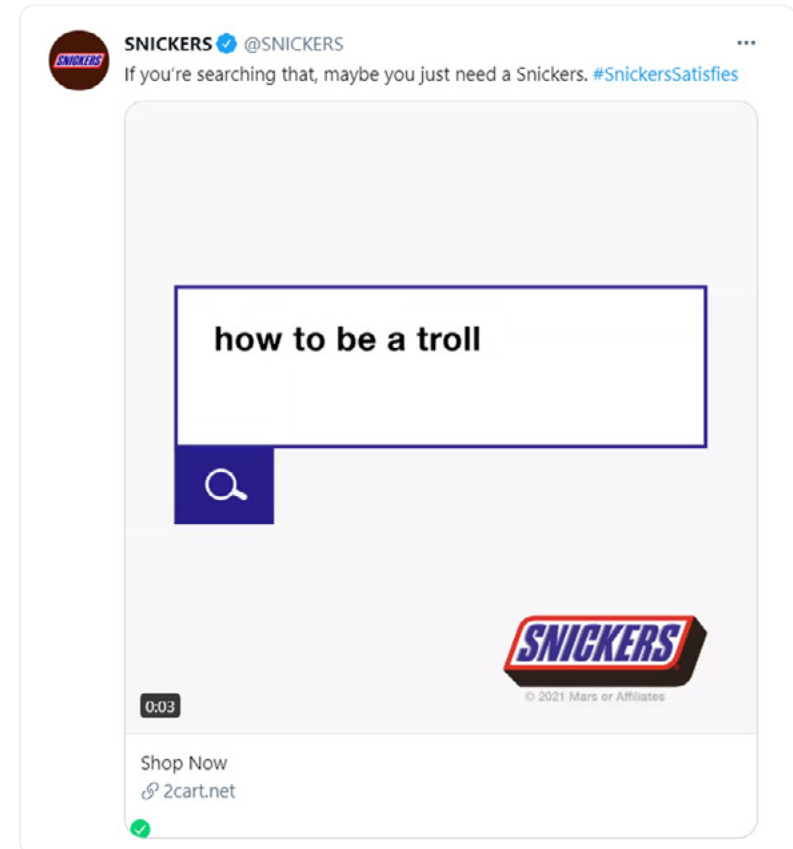 SNICKERS
SNICKERS @SNICKERS
If you're searching that, maybe you just need a Snickers. #SnickersSatisfies
how to be a troll
SNICKERS
© 2021 Mars or Affiliates
0:03
Shop Now
2cart.net